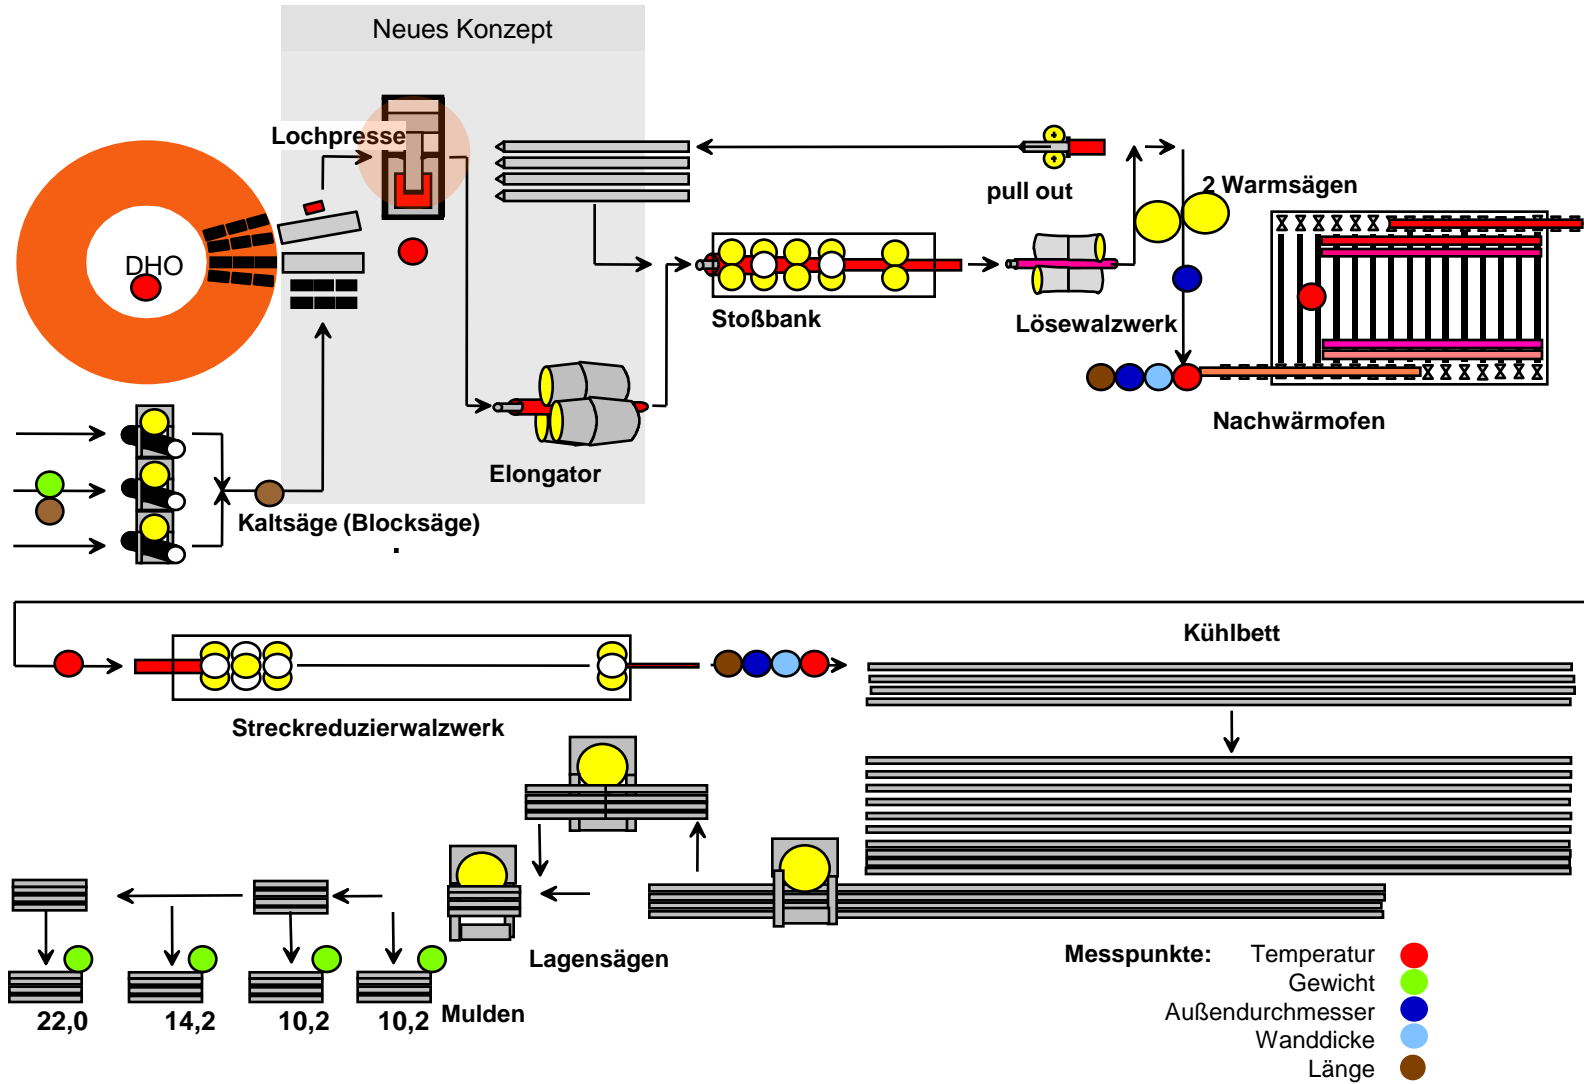 Neues Konzept
Lochpresse
DHO
pull out
2 Warmsägen
Stoßbank
Lösewalzwerk
Nachwärmofen
Elongator
Kaltsäge (Blocksäge)
.
Kühlbett
Streckreduzierwalzwerk
Lagensägen
Mulden
22,0 14,2 10,2 10,2
Messpunkte: Temperatur
Gewicht
Außendurchmesser
Wanddicke
Länge